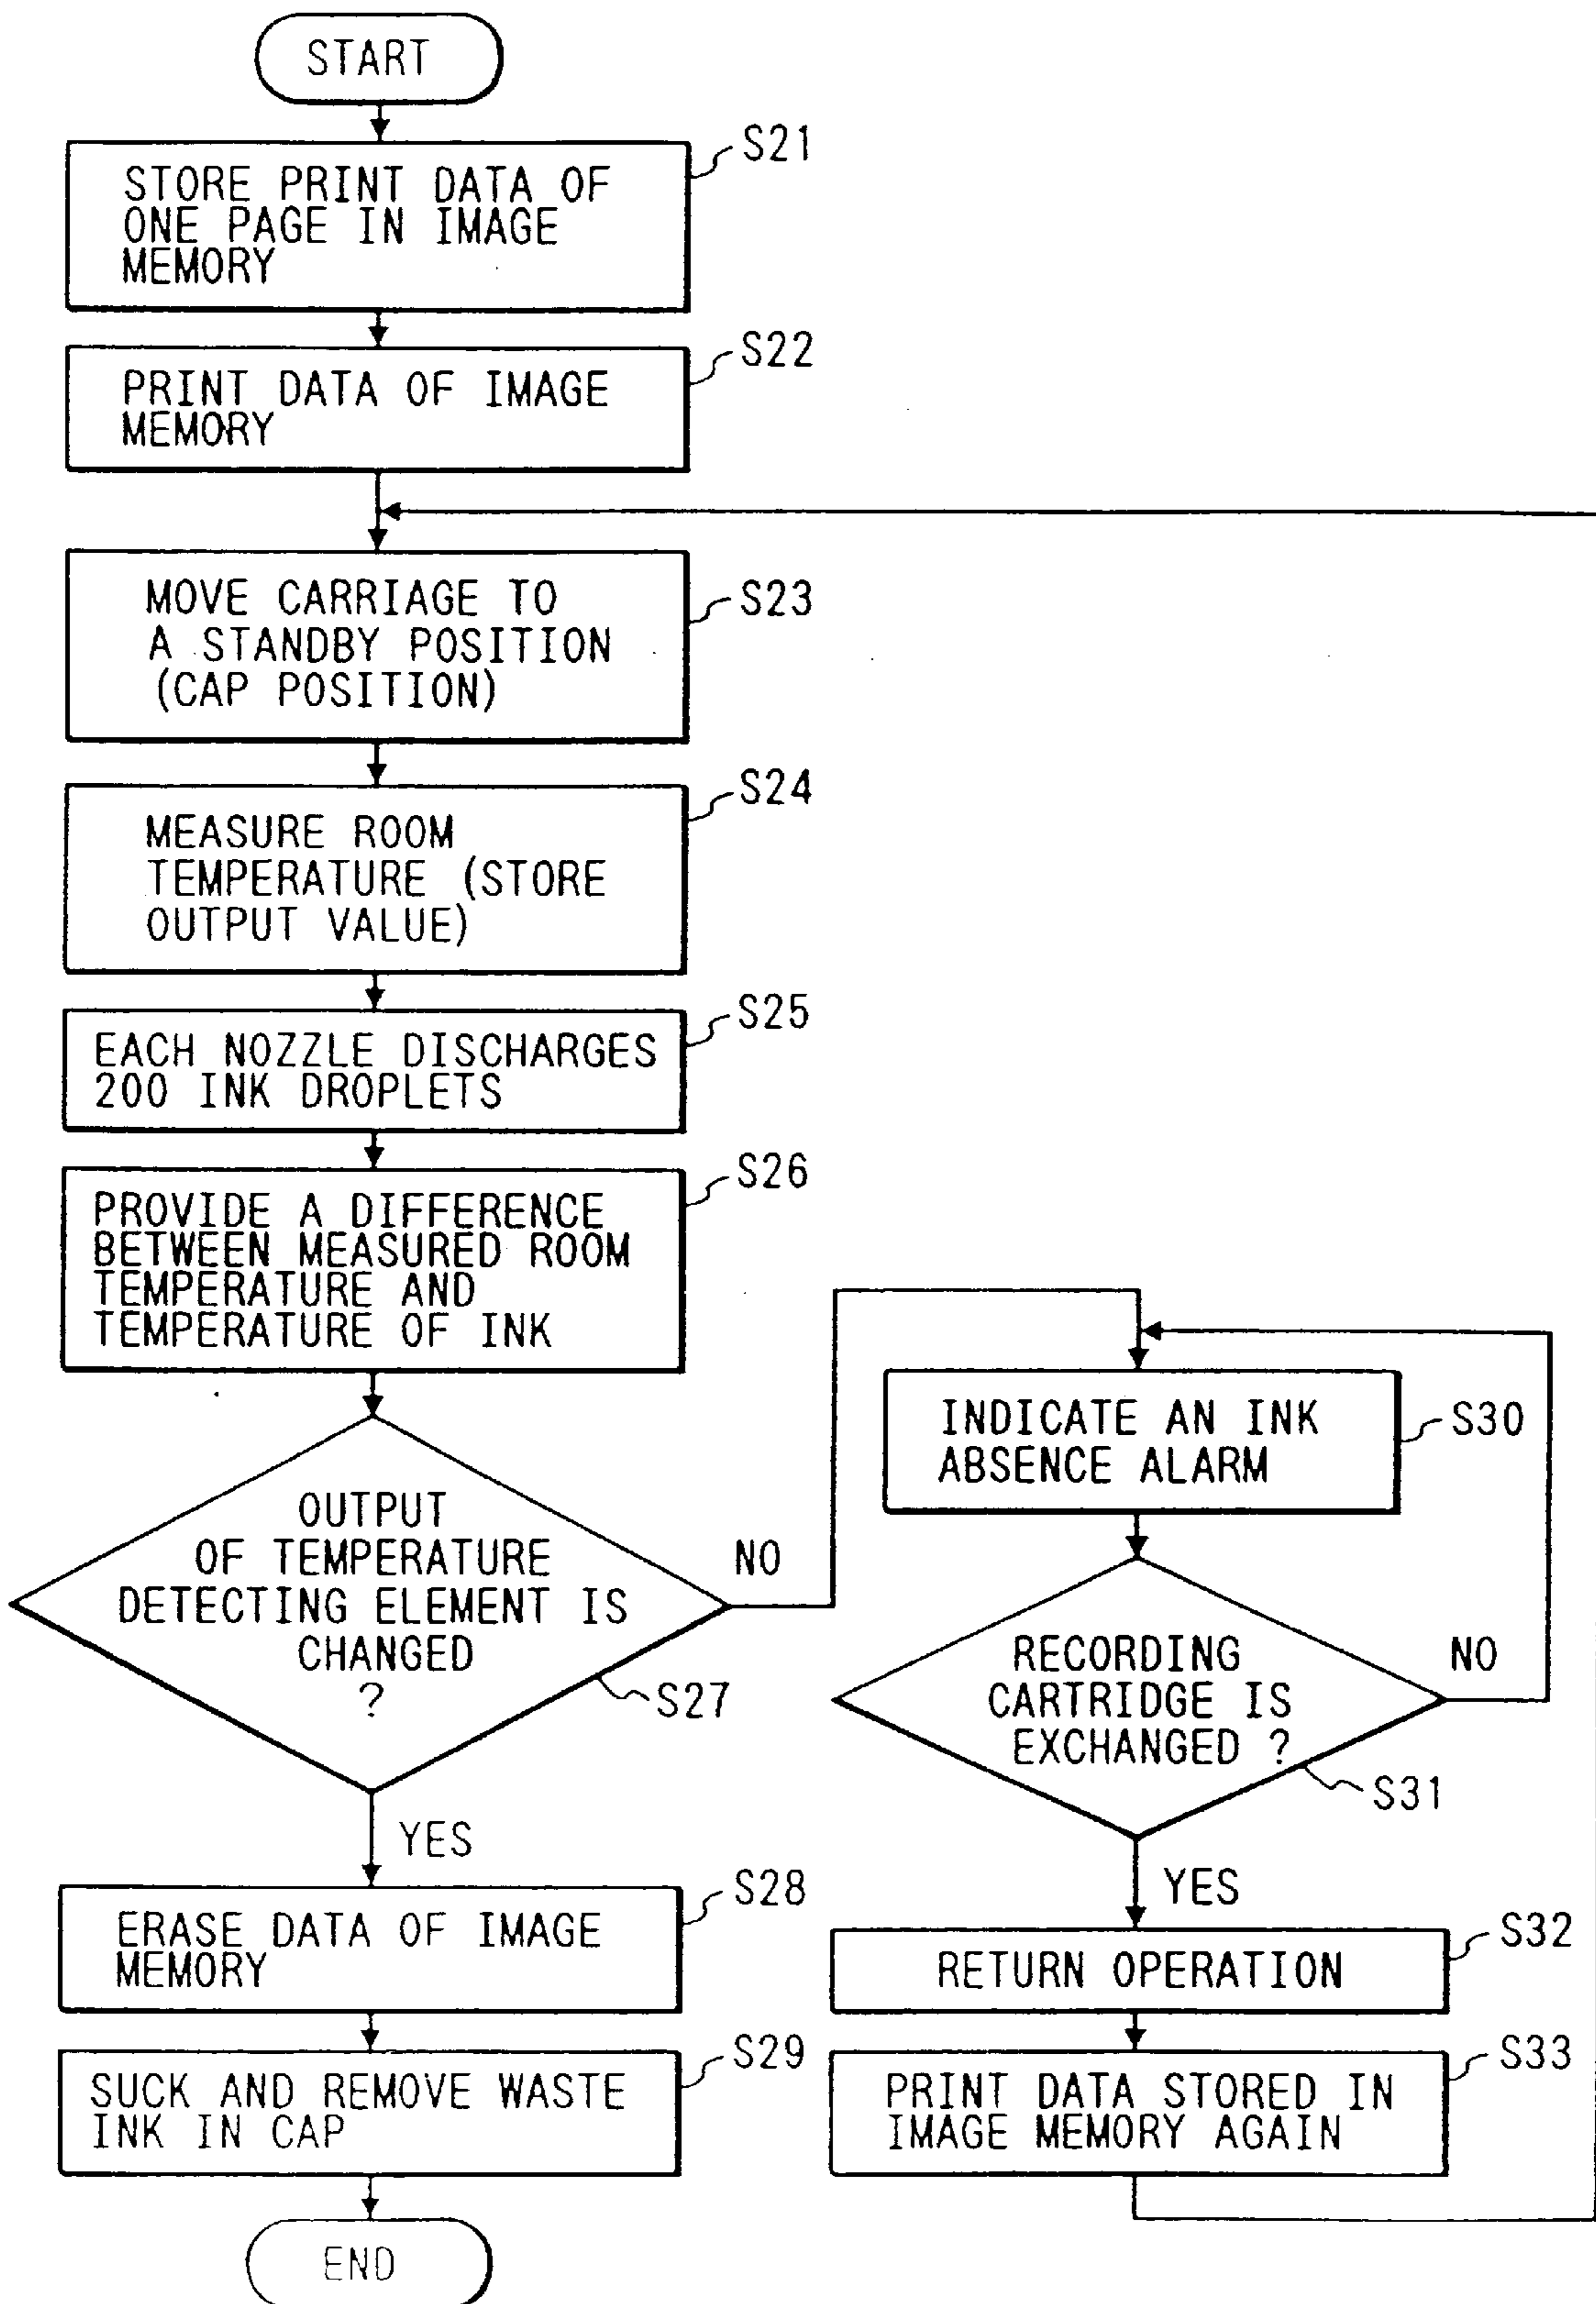 START
S21
STORE PRINT DATA OF
ONE PAGE IN IMAGE
MEMORY
S22
PRINT DATA OF IMAGE
MEMORY
S23
MOVE CARRIAGE TO
A STANDBY POSITION
(CAP POSITION)
S24
MEASURE ROOM
TEMPERATURE (STORE
OUTPUT VALUE)
S25
EACH NOZZLE DISCHARGES
200 INK DROPLETS
S26
PROVIDE A DIFFERENCE
BETWEEN MEASURED ROOM
TEMPERATURE AND
TEMPERATURE OF INK
OUTPUT
OF TEMPERATURE
DETECTING ELEMENT IS
CHANGED
?
S27
NO
YES
S28
ERASE DATA OF IMAGE
MEMORY
S29
SUCK AND REMOVE WASTE
INK IN CAP
END
INDICATE AN INK
ABSENCE ALARM
S30
RECORDING
CARTRIDGE IS
EXCHANGED ?
NO
S31
YES
S32
RETURN OPERATION
S33
PRINT DATA STORED IN
IMAGE MEMORY AGAIN